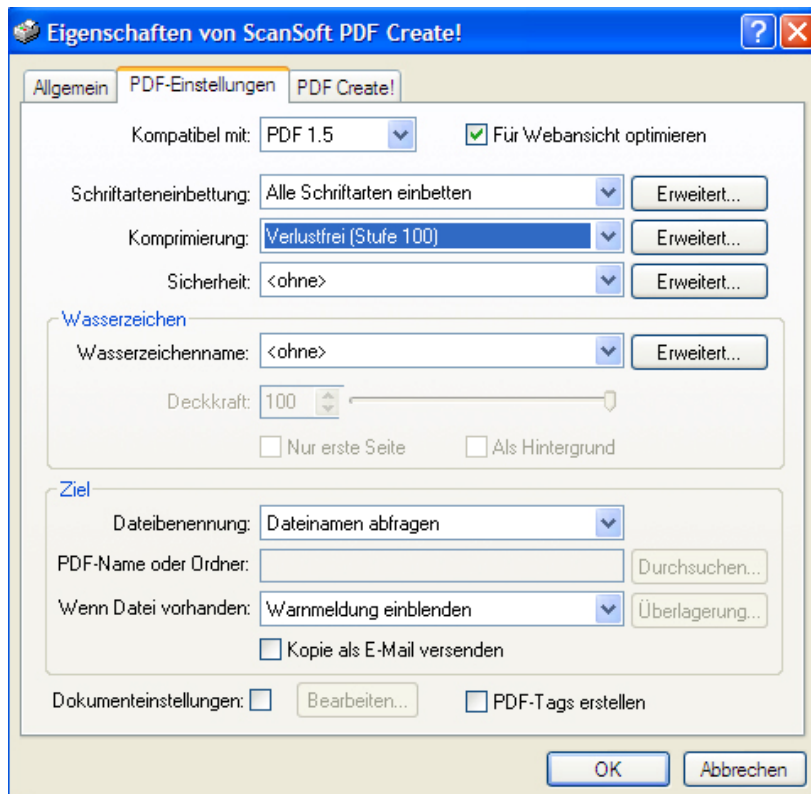 Eigenschaften von ScanSoft PDF Create!
Allgemein PDF-Einstellungen PDF Create!
Kompatibel mit: PDF 1.5 Für Webansicht optimieren
Schriftarteneinbettung: Alle Schriftarten einbetten Erweitert...
Komprimierung: Verlustfrei (Stufe 100) Erweitert...
Sicherheit: <ohne> Erweitert...
Wasserzeichen
Wasserzeichenname: <ohne> Erweitert...
Deckkraft: 100
Nur erste Seite Als Hintergrund
Ziel
Dateibenennung: Dateinamen abfragen
PDF-Name oder Ordner: Durchsuchen...
Wenn Datei vorhanden: Warnmeldung einblenden Überlagerung...
Kopie als E-Mail versenden
Dokumenteinstellungen: Bearbeiten... PDF-Tags erstellen
OK Abbrechen